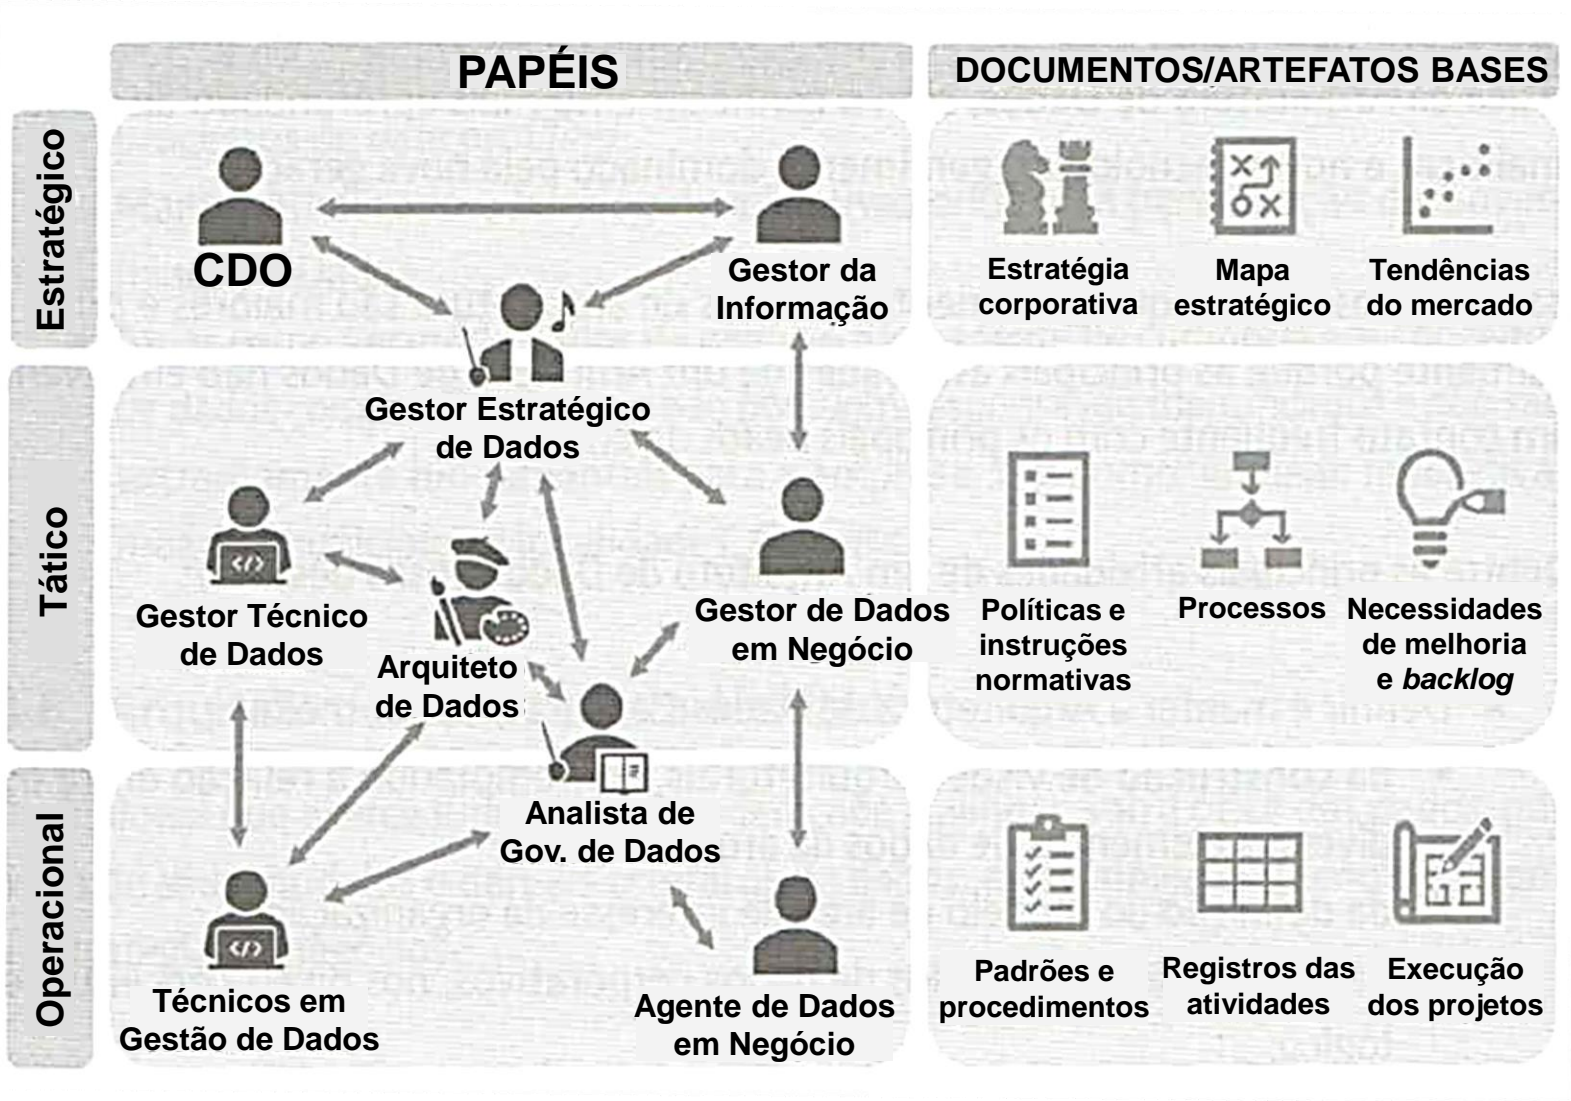 PAPÉIS
DOCUMENTOS/ARTEFATOS BASES
Estratégico
CDO
Gestor da
Informação
Gestor Estratégico
de Dados
Estratégia
corporativa
Mapa
estratégico
Tendências
do mercado
Tático
Gestor Técnico
de Dados
Arquiteto
de Dados
Gestor de Dados
em Negócio
Políticas e
instruções
normativas
Processos
Necessidades
de melhoria
e backlog
Operacional
Analista de
Gov. de Dados
Técnicos em
Gestão de Dados
Agente de Dados
em Negócio
Padrões e
procedimentos
Registros das
atividades
Execução
dos projetos